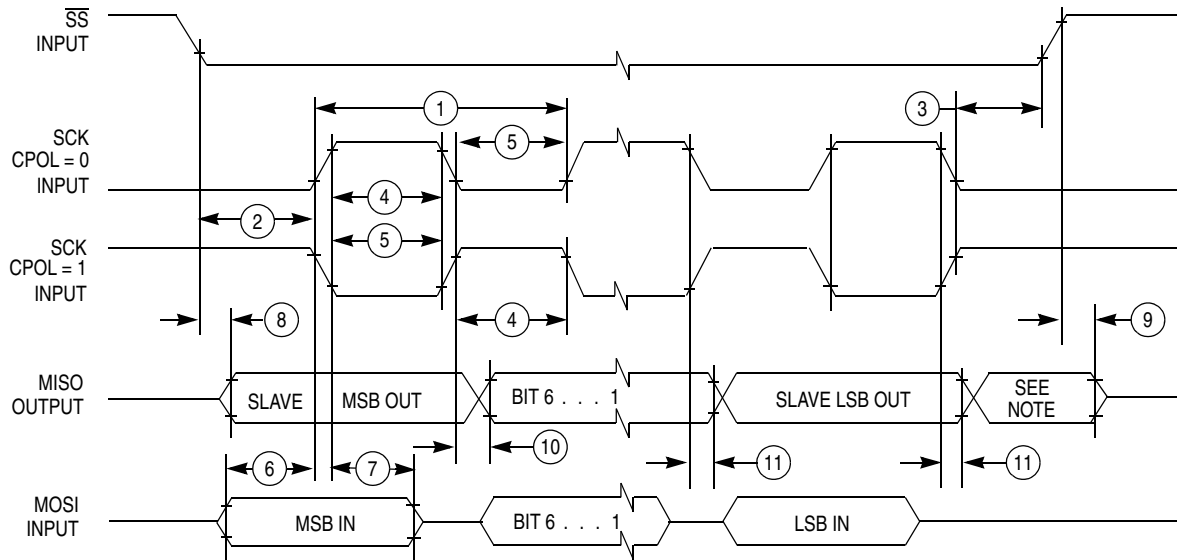 SS
INPUT
1
3
SCK
CPOL = 0
INPUT
5
4
2
SCK
CPOL = 1
INPUT
5
4
8
9
MISO
OUTPUT
SLAVE MSB OUT
BIT 6 . . . 1
SLAVE LSB OUT
SEE
NOTE
10
11
11
6
7
MOSI
INPUT
MSB IN
BIT 6 . . . 1
LSB IN